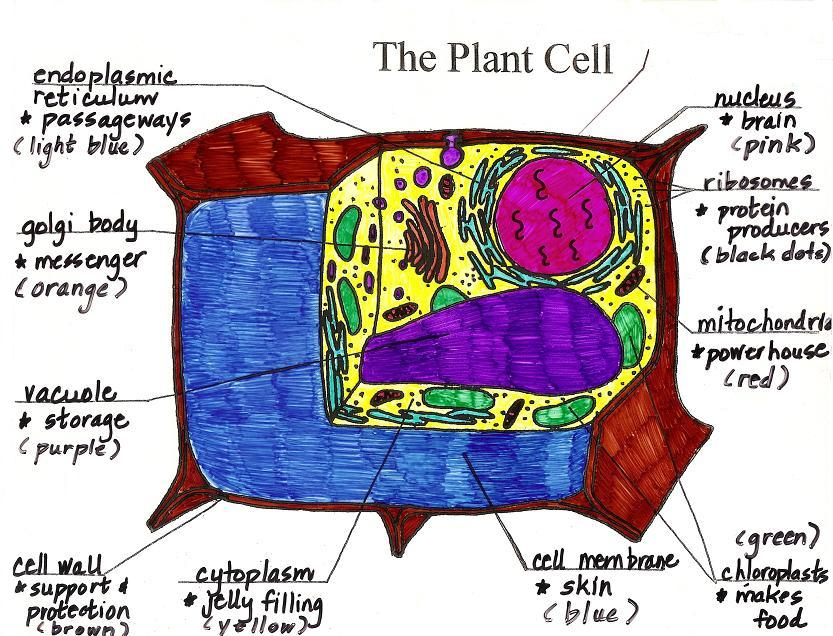 The Plant Cell
endoplasmic
reticulum
* passageways
(light blue)
golgi body
* messenger
(orange)
vacuole
* storage
(purple)
cell wall
* support &
protection
(brown)
cytoplasm
* jelly filling
(yellow)
cell membrane
* skin
(blue)
nucleus
* brain
(pink)
ribosomes
* protein
producers
(black dots)
mitochondria
* powerhouse
(red)
(green)
chloroplasts
* makes
food